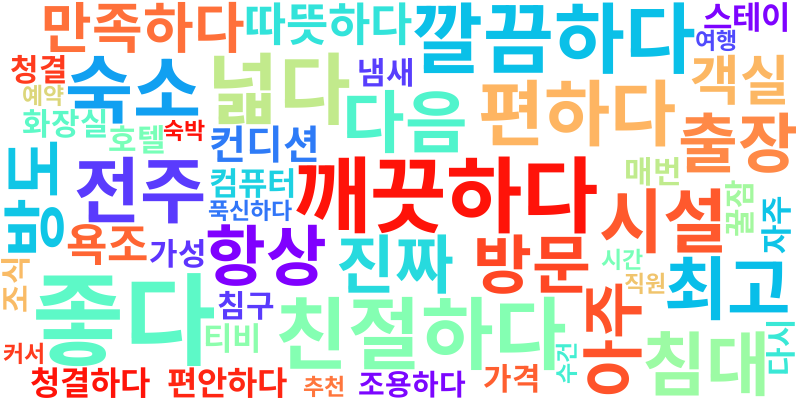 만족하다
따뜻하다
깔끔하다
스테이
여행
청결
숙소
넓다
냄새
객실
예약
다음
편하다
화장실
호텔
숙박
컨디션
출장
방도
전주
컴퓨터
깨끗하다
매번
푹신하다
꿀잠
자주
욕조
가성
항상
진짜
방문
시설
시간
조식
직원
최고
좋다
침구
친절하다
아주
티비
커서
수건
침대
다시
청결하다
편안하다
추천
조용하다
가격